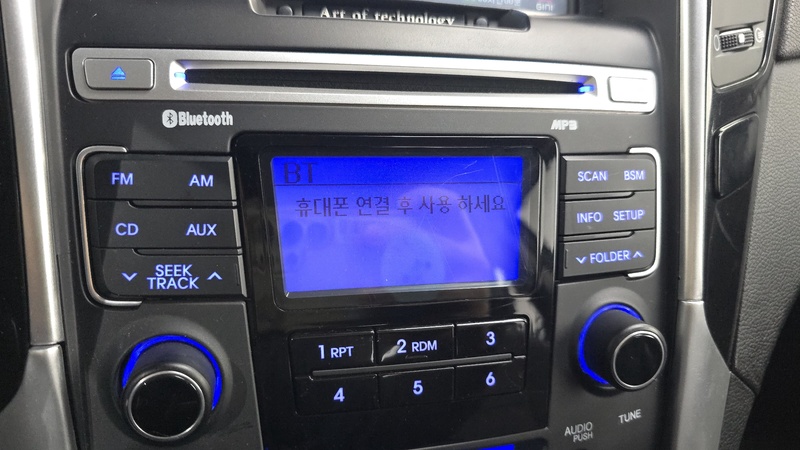 Art of technology
Bluetooth
MP3
FM
AM
CD
AUX
SEEK
TRACK
BT
휴대폰 연결 후 사용 하세요
SCAN
BSM
INFO
SETUP
FOLDER
1 RPT
2 RDM
3
4
5
6
AUDIO
PUSH
TUNE